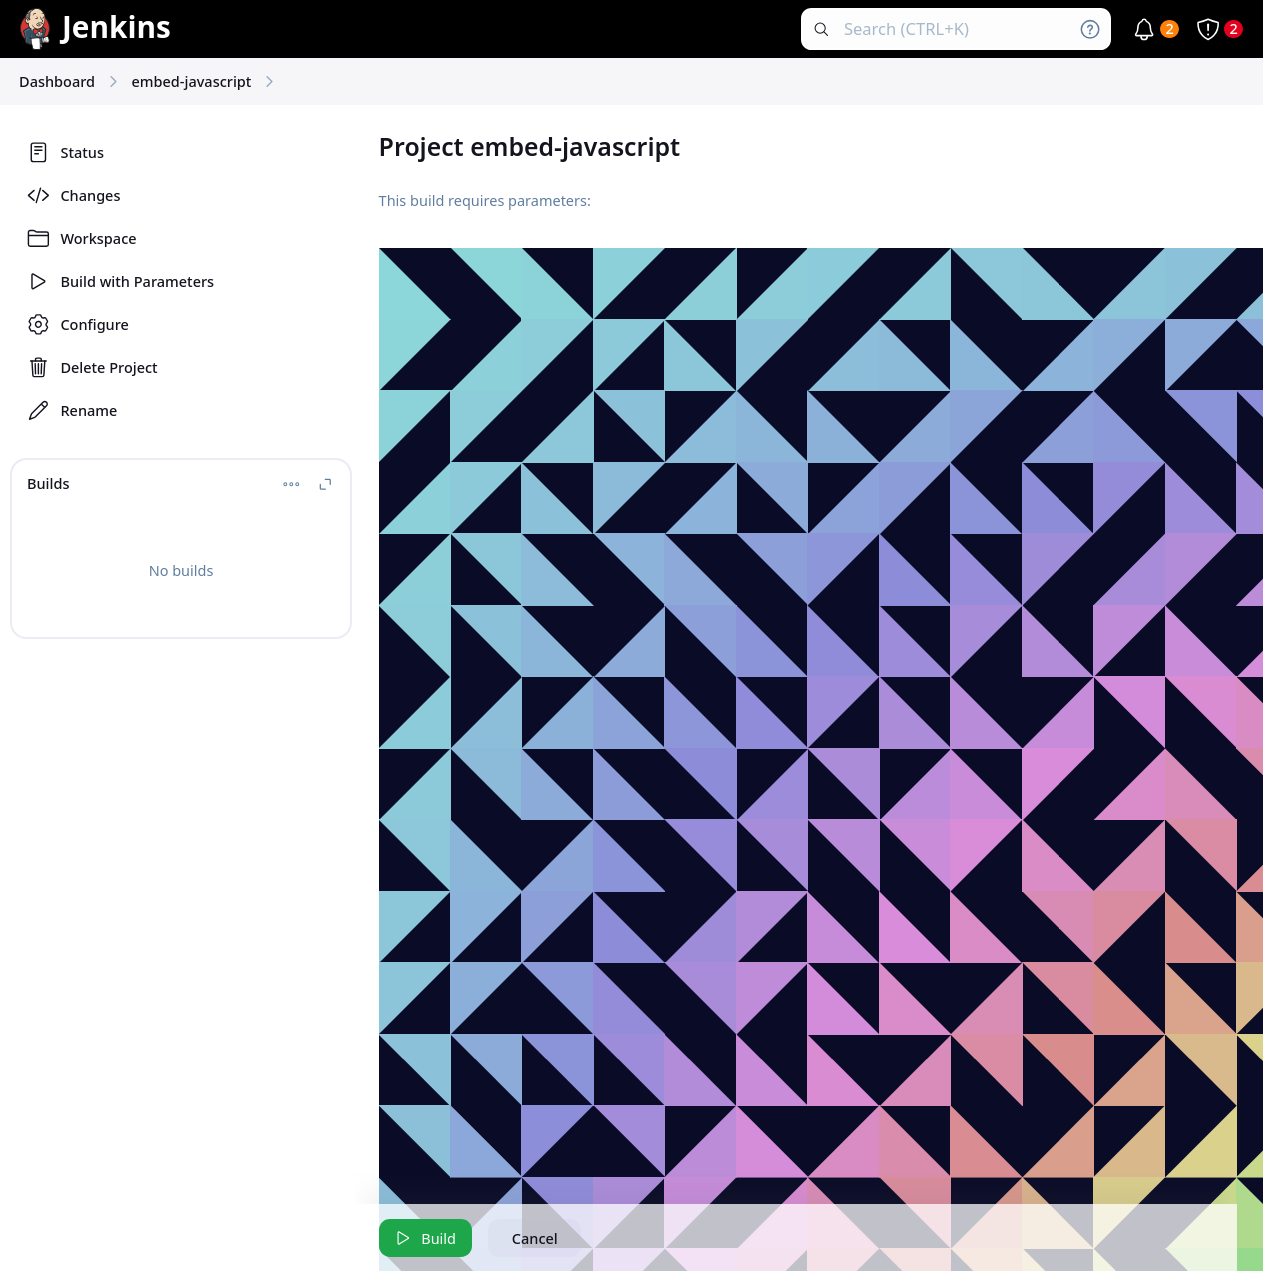 Jenkins
Search (CTRL+K)
2
2
Dashboard
embed-javascript
Status
Changes
Workspace
Build with Parameters
Configure
Delete Project
Rename
Builds
No builds
Project embed-javascript
This build requires parameters:
Build
Cancel